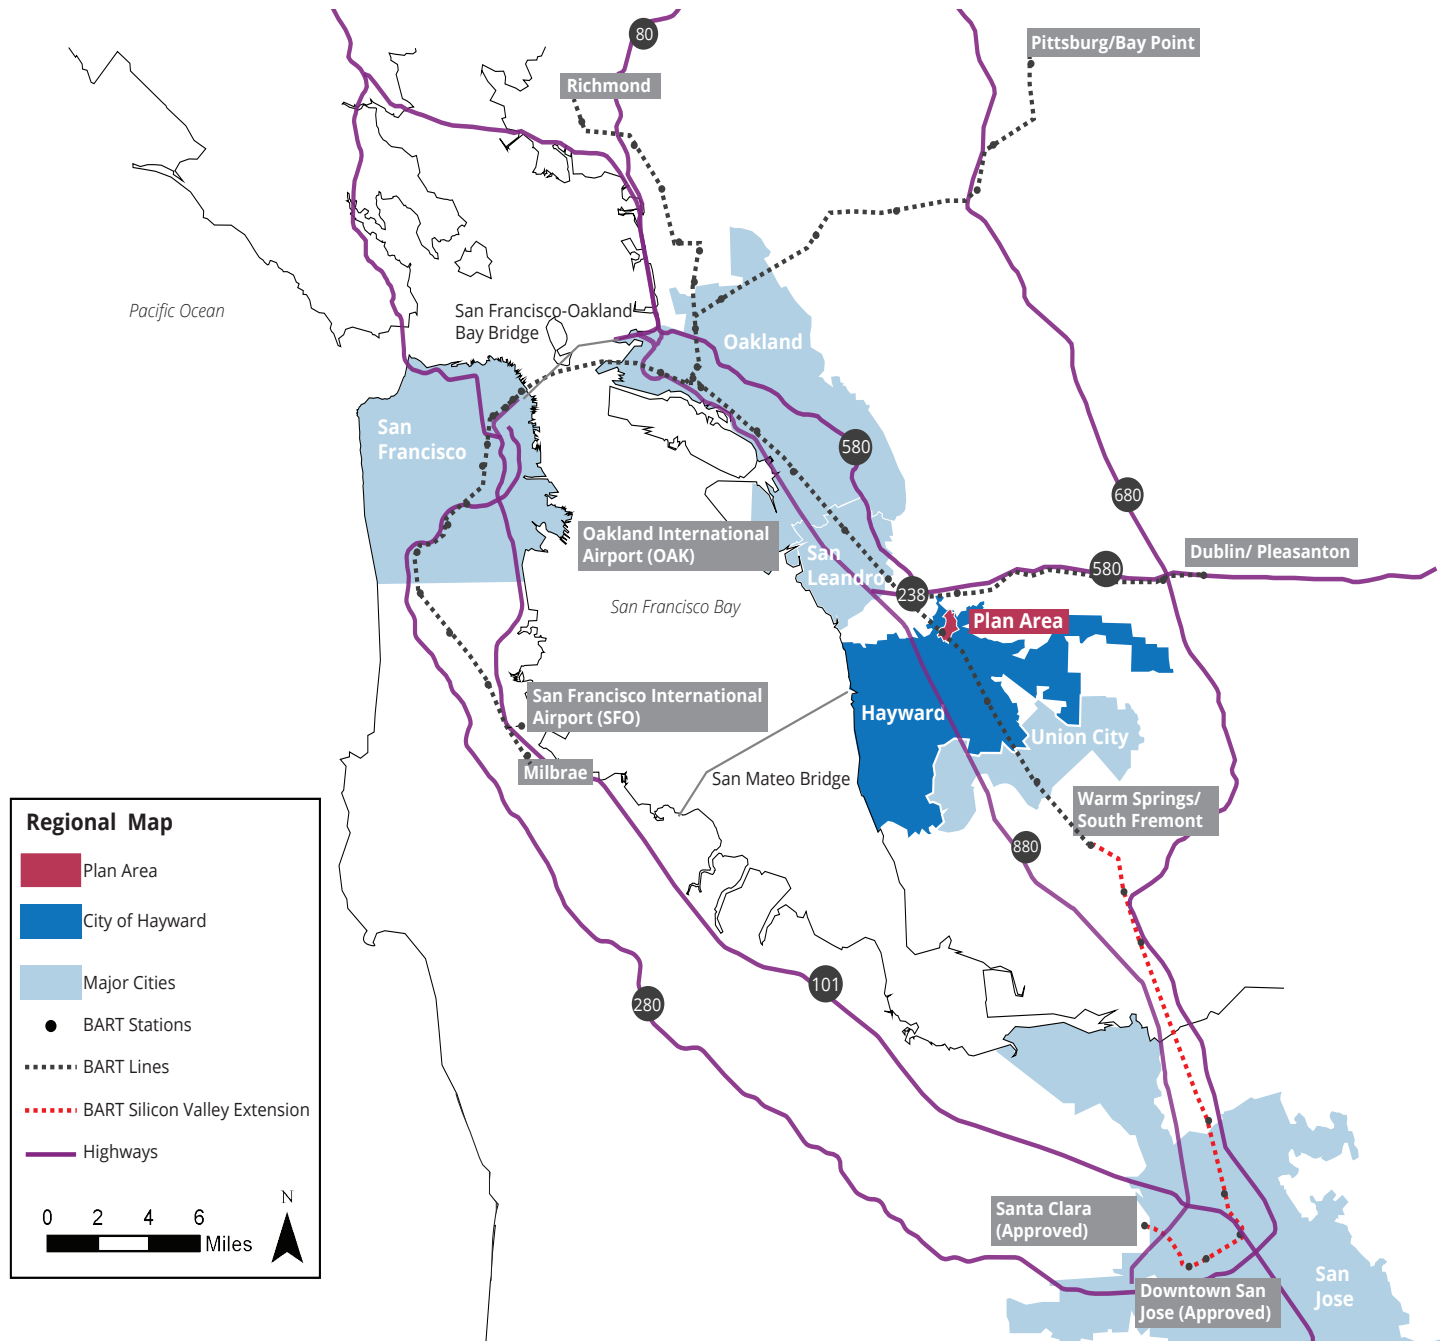 80
Pittsburg/Bay Point
Richmond
Pacific Ocean
San Francisco-Oakland
Bay Bridge
Oakland
San
Francisco
580
680
Oakland International
Airport (OAK)
San
Leandro
Dublin/ Pleasanton
580
238
San Francisco Bay
Plan Area
San Francisco International
Airport (SFO)
Hayward
Union City
Milbrae
San Mateo Bridge
Warm Springs/
South Fremont
880
101
280
Regional Map
Plan Area
City of Hayward
Major Cities
BART Stations
BART Lines
BART Silicon Valley Extension
Highways
N
0 2 4 6
Miles
Santa Clara
(Approved)
Downtown San
Jose (Approved)
San
Jose